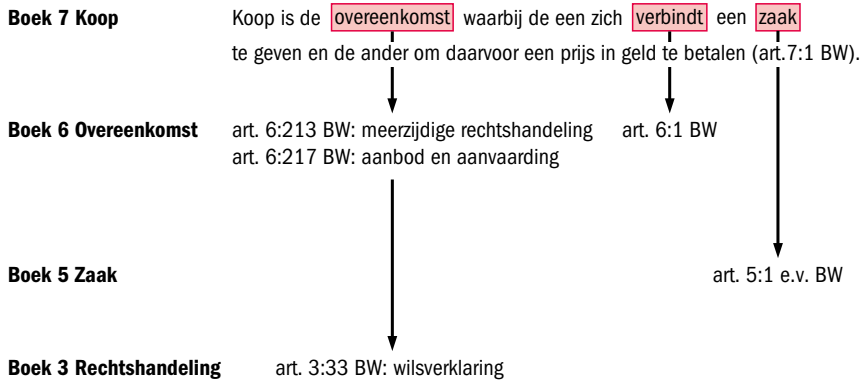 Boek 7 Koop Koop is de overeenkomst waarbij de een zich verbindt een zaak
te geven en de ander om daarvoor een prijs in geld te betalen (art.7:1 BW).
Boek 6 Overeenkomst art. 6:213 BW: meerzijdige rechtshandeling art. 6:1 BW
art. 6:217 BW: aanbod en aanvaarding
Boek 5 Zaak art. 5:1 e.v. BW
Boek 3 Rechtshandeling art. 3:33 BW: wilsverklaring